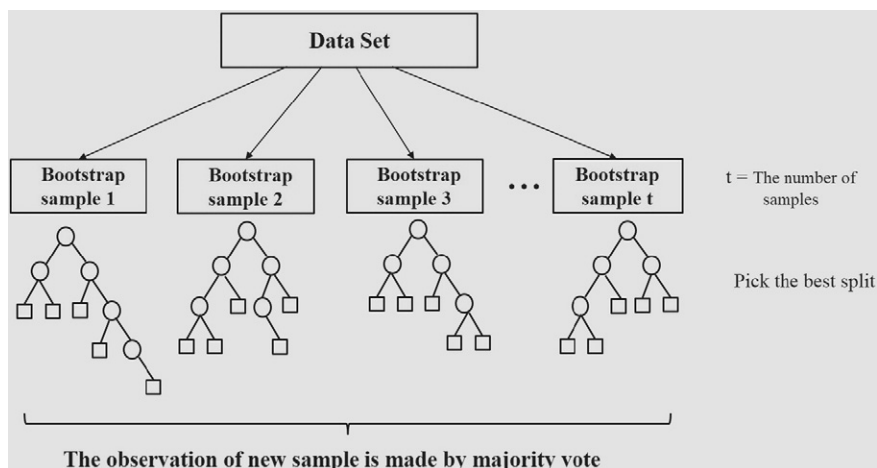 Data Set
Bootstrap
sample 1
Bootstrap
sample 2
Bootstrap
sample 3
...
Bootstrap
sample t
t = The number of
samples
Pick the best split
The observation of new sample is made by majority vote